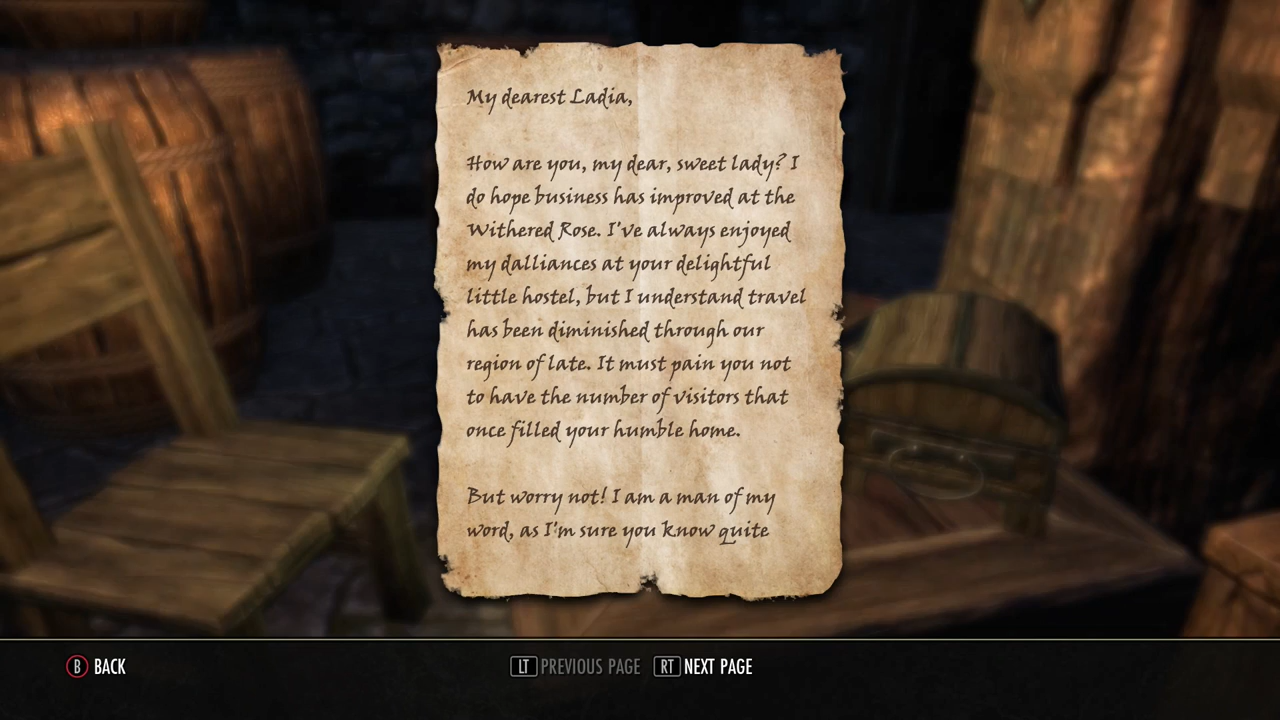 My dearest Ladia,
How are you, my dear, sweet lady? I
do hope business has improved at the
Withered Rose. I've always enjoyed
my dalliances at your delightful
little hostel, but I understand travel
has been diminished through our
region of late. It must pain you not
to have the number of visitors that
once filled your humble home.
But worry not! I am a man of my
word, as I'm sure you know quite
B BACK
LT PREVIOUS PAGE RT NEXT PAGE